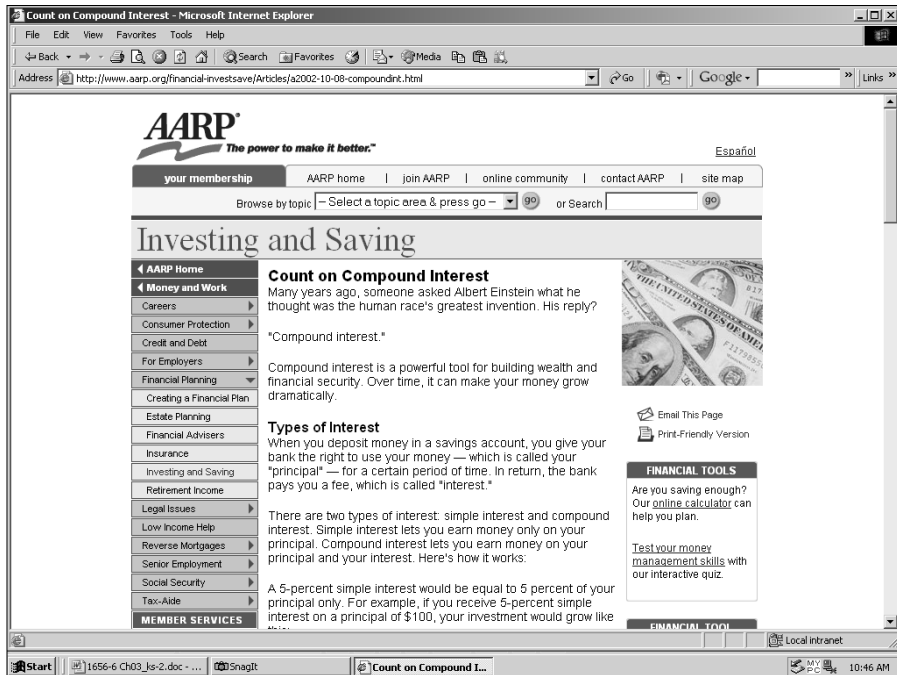 Count on Compound Interest - Microsoft Internet Explorer
File Edit View Favorites Tools Help
Back Search Favorites Media
Address http://www.aarp.org/financial-investsave/Articles/a2002-10-08-compoundint.html Go Google Links
AARP
The power to make it better.™
Español
your membership AARP home | join AARP | online community | contact AARP | site map
Browse by topic – Select a topic area & press go – go or Search go
Investing and Saving
AARP Home
Money and Work
Careers
Consumer Protection
Credit and Debt
For Employers
Financial Planning
Creating a Financial Plan
Estate Planning
Financial Advisers
Insurance
Investing and Saving
Retirement Income
Legal Issues
Low Income Help
Reverse Mortgages
Senior Employment
Social Security
Tax-Aide
MEMBER SERVICES
Count on Compound Interest
Many years ago, someone asked Albert Einstein what he
thought was the human race's greatest invention. His reply?
"Compound interest."
Compound interest is a powerful tool for building wealth and
financial security. Over time, it can make your money grow
dramatically.
Types of Interest
When you deposit money in a savings account, you give your
bank the right to use your money — which is called your
"principal" — for a certain period of time. In return, the bank
pays you a fee, which is called "interest."
There are two types of interest: simple interest and compound
interest. Simple interest lets you earn money only on your
principal. Compound interest lets you earn money on your
principal and your interest. Here's how it works:
A 5-percent simple interest would be equal to 5 percent of your
principal only. For example, if you receive 5-percent simple
interest on a principal of $100, your investment would grow like
THE UNITED STATES OF AMERICA
Email This Page
Print-Friendly Version
FINANCIAL TOOLS
Are you saving enough?
Our online calculator can
help you plan.
Test your money
management skills with
our interactive quiz.
FINANCIAL TOOL
Local intranet
Start 1656-6 Ch03_ks-2.doc - ... SnagIt Count on Compound I... MY PC 10:46 AM